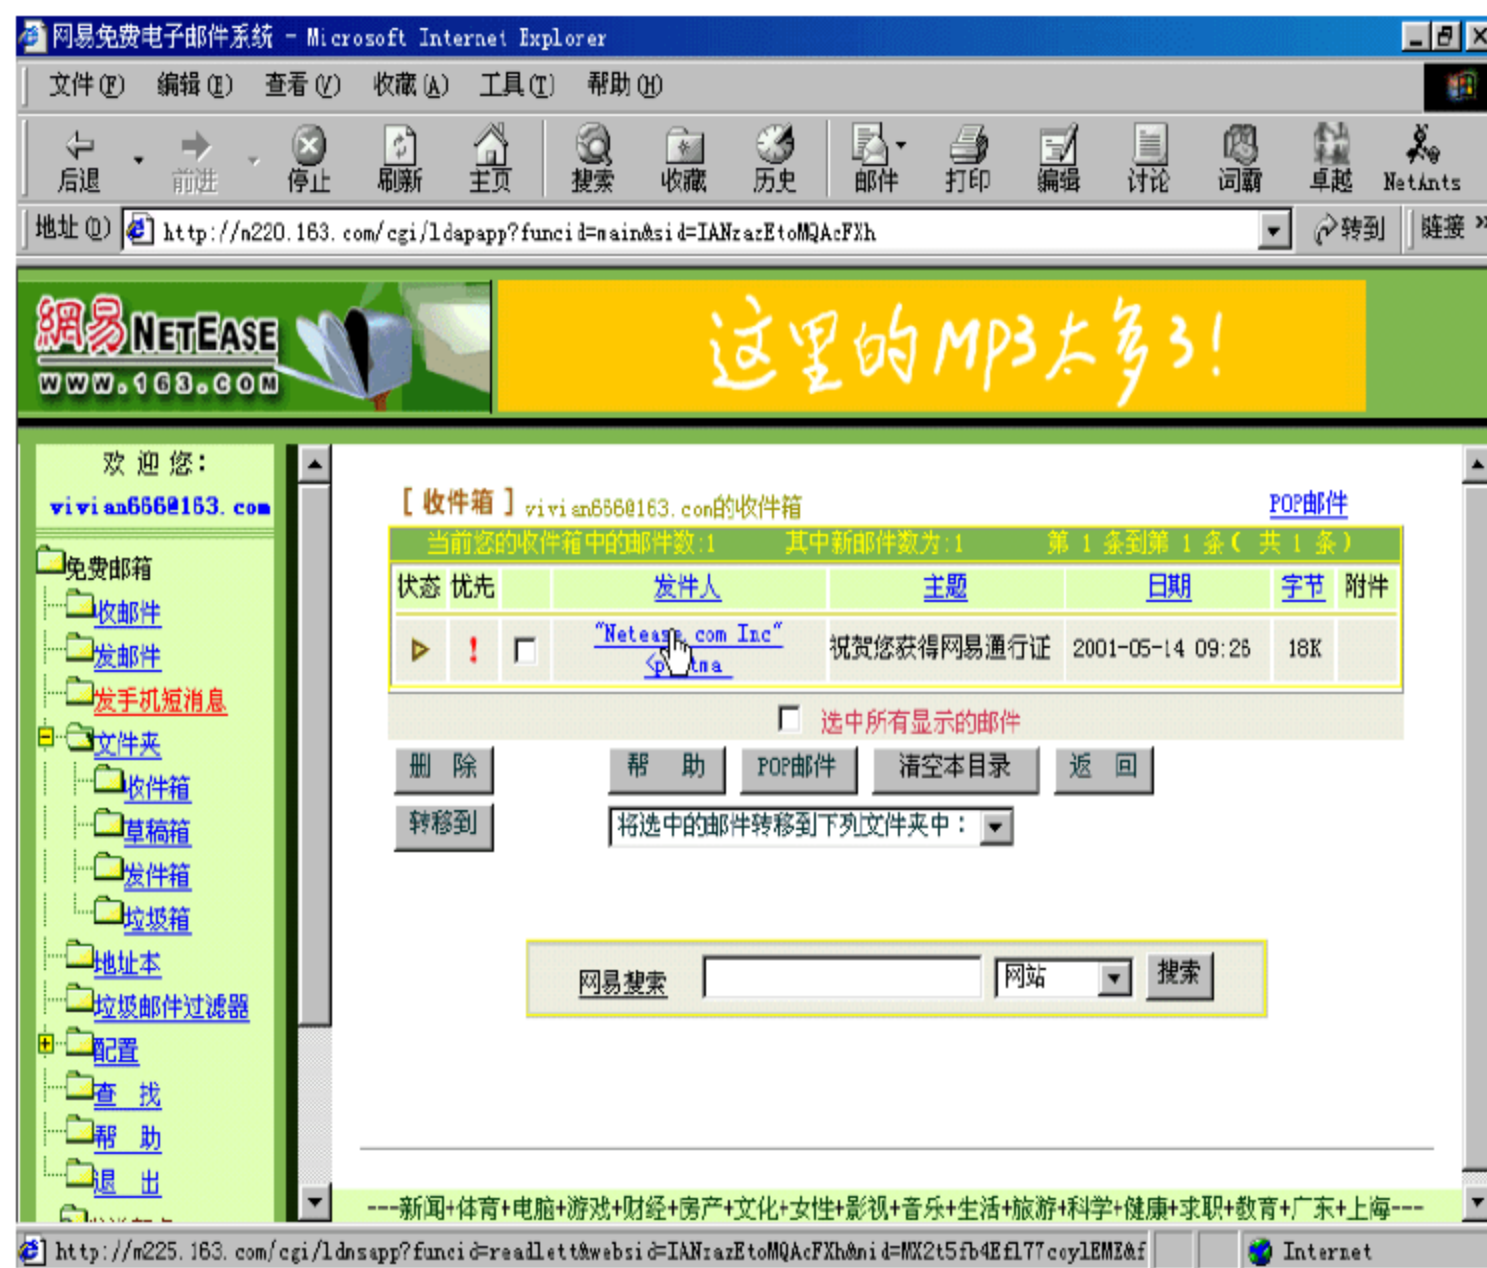 网易免费电子邮件系统 - Microsoft Internet Explorer
文件(F) 编辑(E) 查看(V) 收藏(A) 工具(T) 帮助(H)
后退 前进 停止 刷新 主页 搜索 收藏 历史 邮件 打印 编辑 讨论 词霸 卓越 NetAnts
地址(D) http://m220.163.com/cgi/ldapapp?funcid=main&sid=IANzazEtoMQAcFXh 转到 链接 »
網易 NETEASE
www.163.com
这里的MP3太多了!
欢 迎 您:
vivian666@163.com
免费邮箱
收邮件
发邮件
发手机短消息
文件夹
收件箱
草稿箱
发件箱
垃圾箱
地址本
垃圾邮件过滤器
配置
查 找
帮 助
退 出
[ 收件箱 ] vivian666@163.com的收件箱 POP邮件
当前您的收件箱中的邮件数:1 其中新邮件数为:1 第 1 条到第 1 条( 共 1 条)
状态 优先 发件人 主题 日期 字节 附件
! "Netease.com Inc" 祝贺您获得网易通行证 2001-05-14 09:26 18K
选中所有显示的邮件
删 除 帮 助 POP邮件 清空本目录 返 回
转移到 将选中的邮件转移到下列文件夹中：
网易搜索 网站 搜索
---新闻+体育+电脑+游戏+财经+房产+文化+女性+影视+音乐+生活+旅游+科学+健康+求职+教育+广东+上海---
Internet